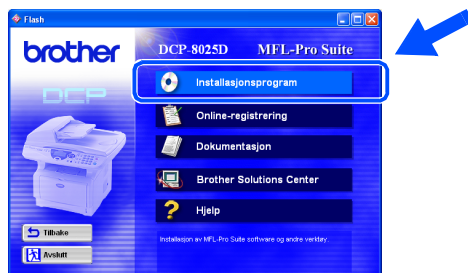 Flash
brother
DCP-8025D MFL-Pro Suite
DCP
Installasjonsprogram
Online-registrering
Dokumentasjon
Brother Solutions Center
Hjelp
Tilbake
Avslutt
Installasjon av MFL-Pro Suite software og andre verktøy.